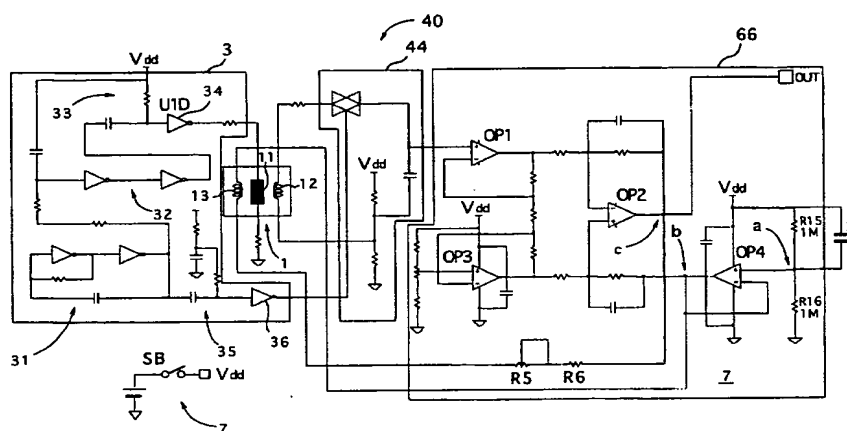 40
3
44
66
Vdd
33
U1D
34
OUT
OP1
11
Vdd
13
12
OP2
Vdd
32
Vdd
R15
1M
a
b
c
OP4
OP3
1
R16
1M
31
35
36
SB
Vdd
R5
R6
7
7